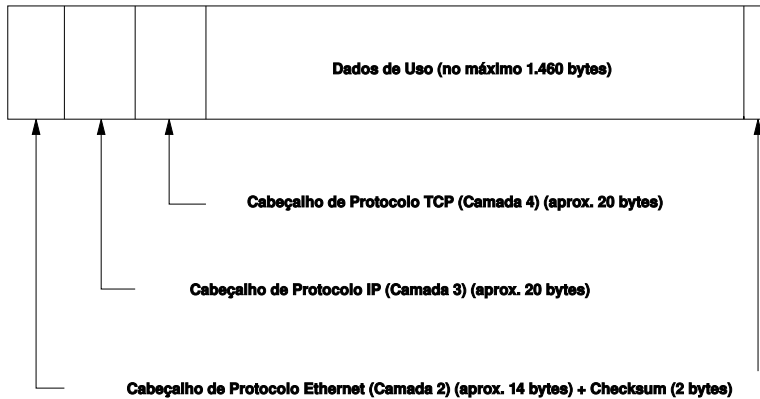 Dados de Uso (no máximo 1.460 bytes)
Cabeçalho de Protocolo TCP (Camada 4) (aprox. 20 bytes)
Cabeçalho de Protocolo IP (Camada 3) (aprox. 20 bytes)
Cabeçalho de Protocolo Ethernet (Camada 2) (aprox. 14 bytes) + Checksum (2 bytes)